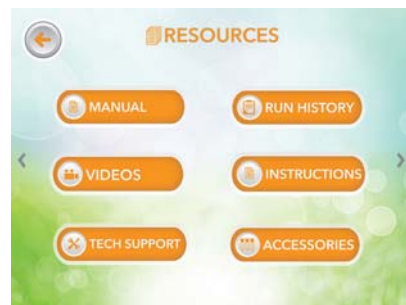 RESOURCES
MANUAL
RUN HISTORY
VIDEOS
INSTRUCTIONS
TECH SUPPORT
ACCESSORIES